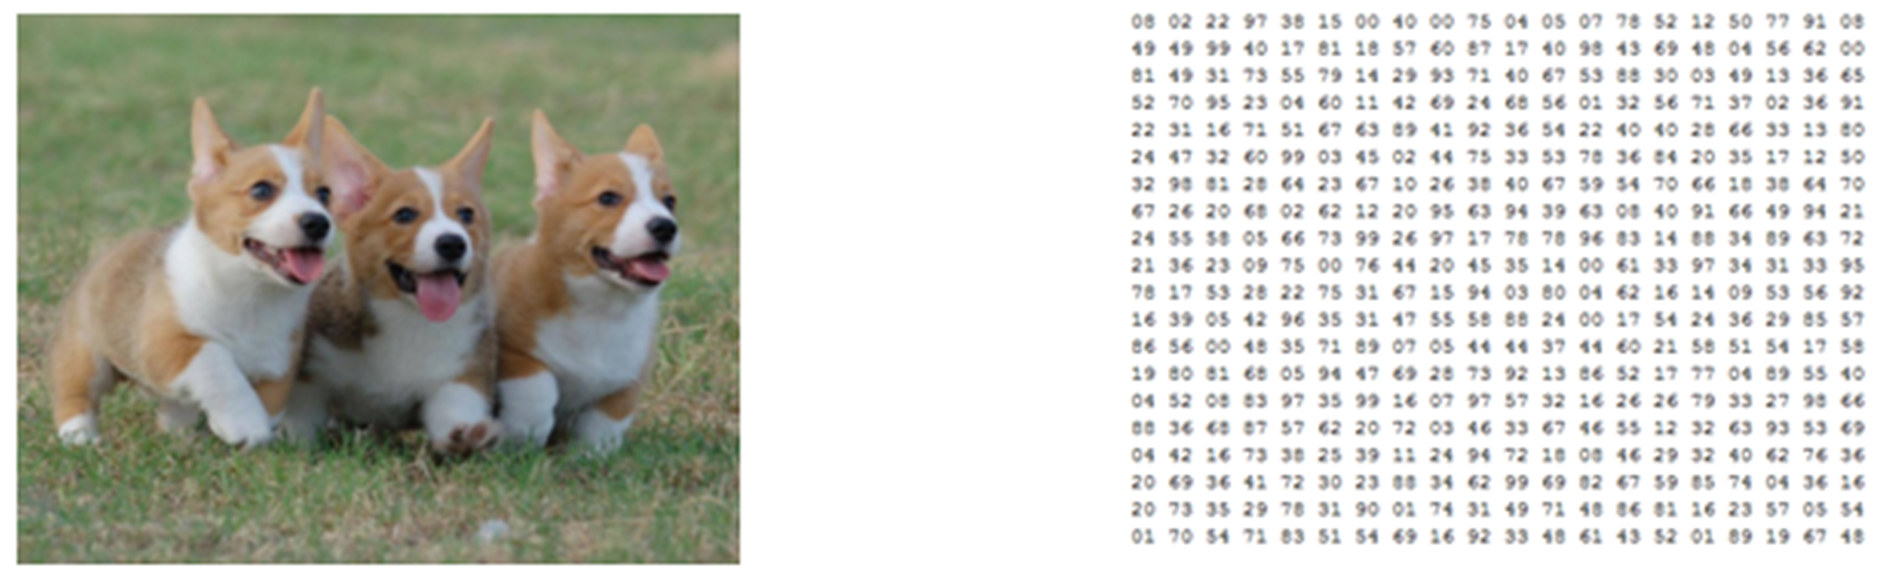 08 02 22 97 38 15 00 40 00 75 04 05 07 78 52 12 50 77 91 08
49 49 99 40 17 81 18 57 60 87 17 40 98 43 69 48 04 56 62 00
81 49 31 73 55 79 14 29 93 71 40 67 53 88 30 03 49 13 36 65
52 70 95 23 04 60 11 42 69 24 68 56 01 32 56 71 37 02 36 91
22 31 16 71 51 67 63 89 41 92 36 54 22 40 40 28 66 33 13 80
24 47 32 60 99 03 45 02 44 75 33 53 78 36 84 20 35 17 12 50
32 98 81 28 64 23 67 10 26 38 40 67 59 54 70 66 18 38 64 70
67 26 20 68 02 62 12 20 95 63 94 39 63 08 40 91 66 49 94 21
24 55 58 05 66 73 99 26 97 17 78 78 96 83 14 88 34 89 63 72
21 36 23 09 75 00 76 44 20 45 35 14 00 61 33 97 34 31 33 95
78 17 53 28 22 75 31 67 15 94 03 80 04 62 16 14 09 53 56 92
16 39 05 42 96 35 31 47 55 58 88 24 00 17 54 24 36 29 85 57
86 56 00 48 35 71 89 07 05 44 44 37 44 60 21 58 51 54 17 58
19 80 81 68 05 94 47 69 28 73 92 13 86 52 17 77 04 89 55 40
04 52 08 83 97 35 99 16 07 97 57 32 16 26 26 79 33 27 98 66
88 36 68 87 57 62 20 72 03 46 33 67 46 55 12 32 63 93 53 69
04 42 16 73 38 25 39 11 24 94 72 18 08 46 29 32 40 62 76 36
20 69 36 41 72 30 23 88 34 62 99 69 82 67 59 85 74 04 36 16
20 73 35 29 78 31 90 01 74 31 49 71 48 86 81 16 23 57 05 54
01 70 54 71 83 51 54 69 16 92 33 48 61 43 52 01 89 19 67 48